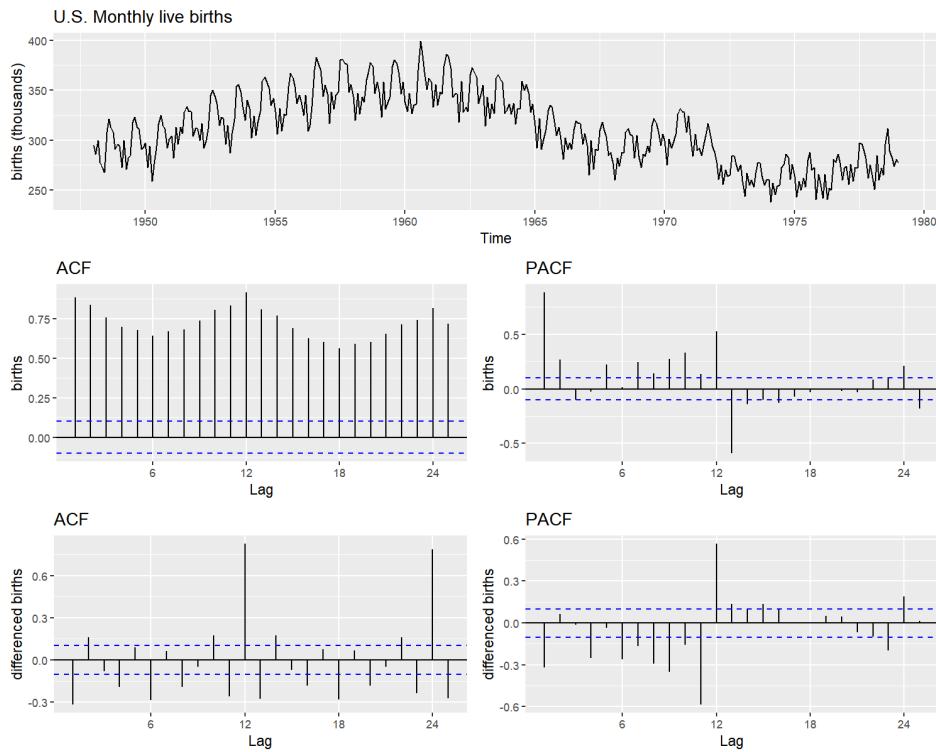 U.S. Monthly live births
births (thousands)
400
350
300
250
1950
1955
1960
1965
1970
1975
1980
Time
ACF
births
0.75
0.50
0.25
0.00
6
12
18
24
Lag
PACF
births
0.5
0.0
-0.5
6
12
18
24
Lag
ACF
differenced births
0.6
0.3
0.0
-0.3
6
12
18
24
Lag
PACF
differenced births
0.6
0.3
0.0
-0.3
-0.6
6
12
18
24
Lag